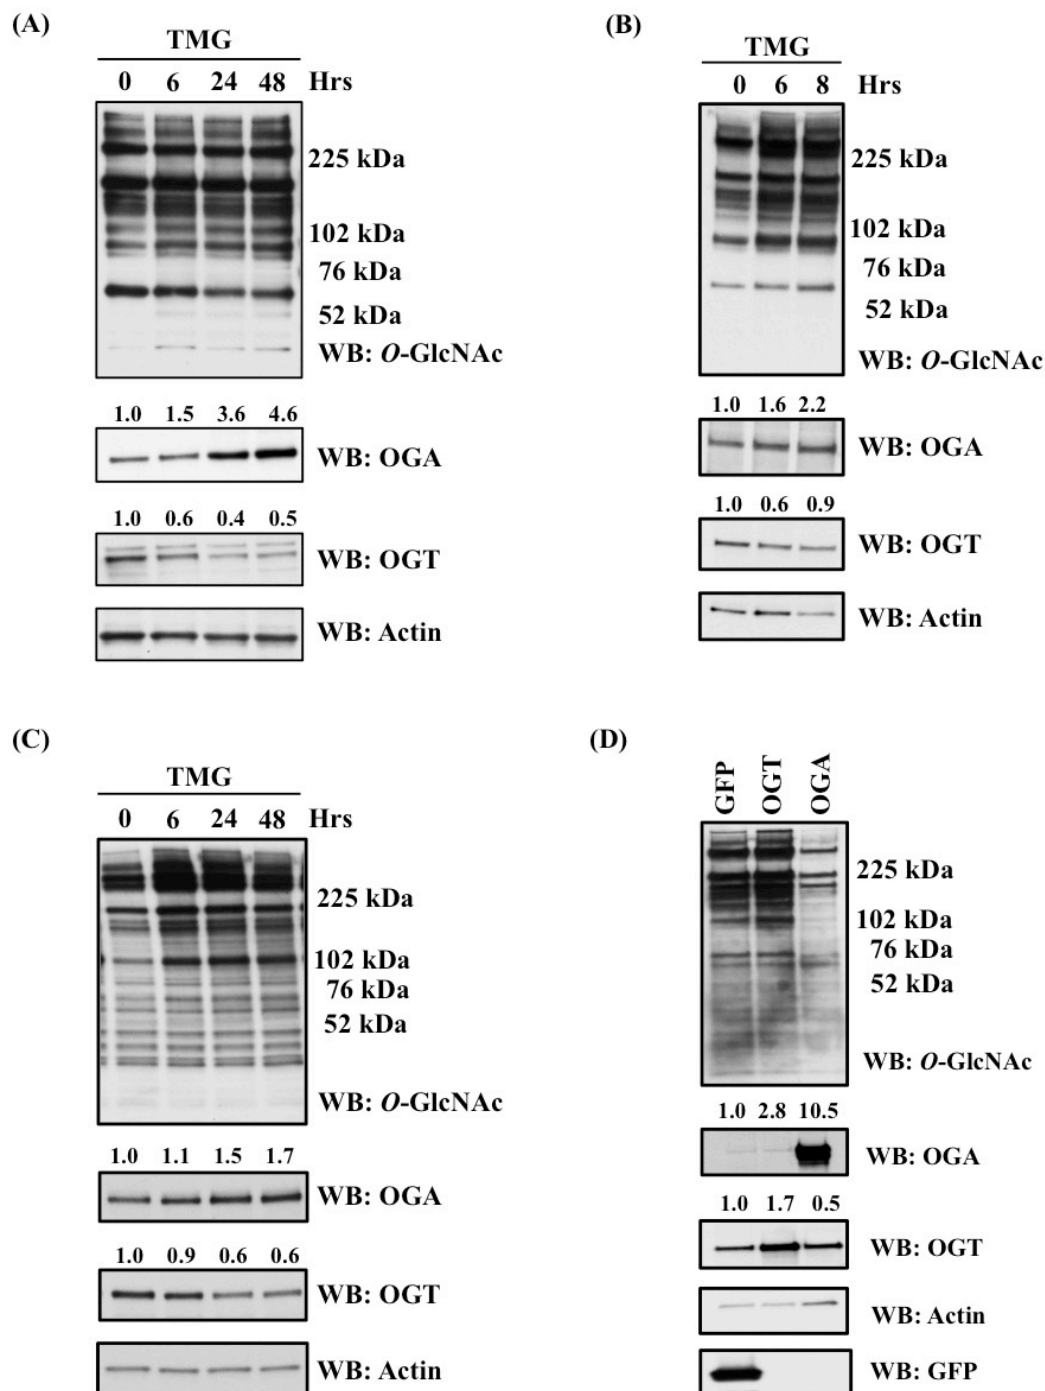 (A)
TMG
0 6 24 48 Hrs
225 kDa
102 kDa
76 kDa
52 kDa
WB: O-GlcNAc
1.0 1.5 3.6 4.6
WB: OGA
1.0 0.6 0.4 0.5
WB: OGT
WB: Actin
(B)
TMG
0 6 8 Hrs
225 kDa
102 kDa
76 kDa
52 kDa
WB: O-GlcNAc
1.0 1.6 2.2
WB: OGA
1.0 0.6 0.9
WB: OGT
WB: Actin
(C)
TMG
0 6 24 48 Hrs
225 kDa
102 kDa
76 kDa
52 kDa
WB: O-GlcNAc
1.0 1.1 1.5 1.7
WB: OGA
1.0 0.9 0.6 0.6
WB: OGT
WB: Actin
(D)
GFP OGT OGA
225 kDa
102 kDa
76 kDa
52 kDa
WB: O-GlcNAc
1.0 2.8 10.5
WB: OGA
1.0 1.7 0.5
WB: OGT
WB: Actin
WB: GFP